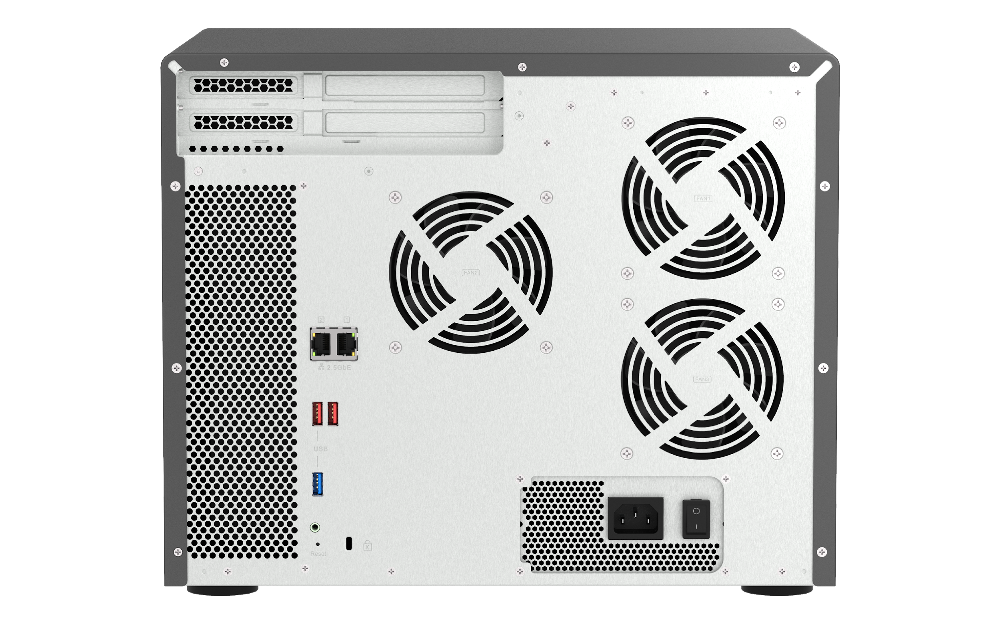 FAN1
FAN2
2 1
2.5GbE
FAN3
USB
Reset
K